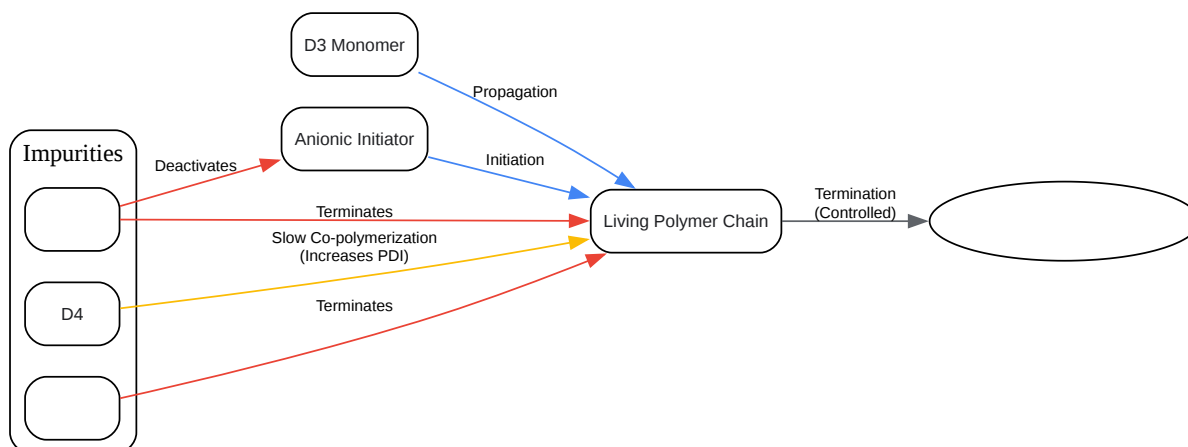 D3 Monomer
Propagation
Anionic Initiator
Impurities
Deactivates
Initiation
Terminates
Termination
(Controlled)
Living Polymer Chain
Slow Co-polymerization
(Increases PDI)
D4
Terminates